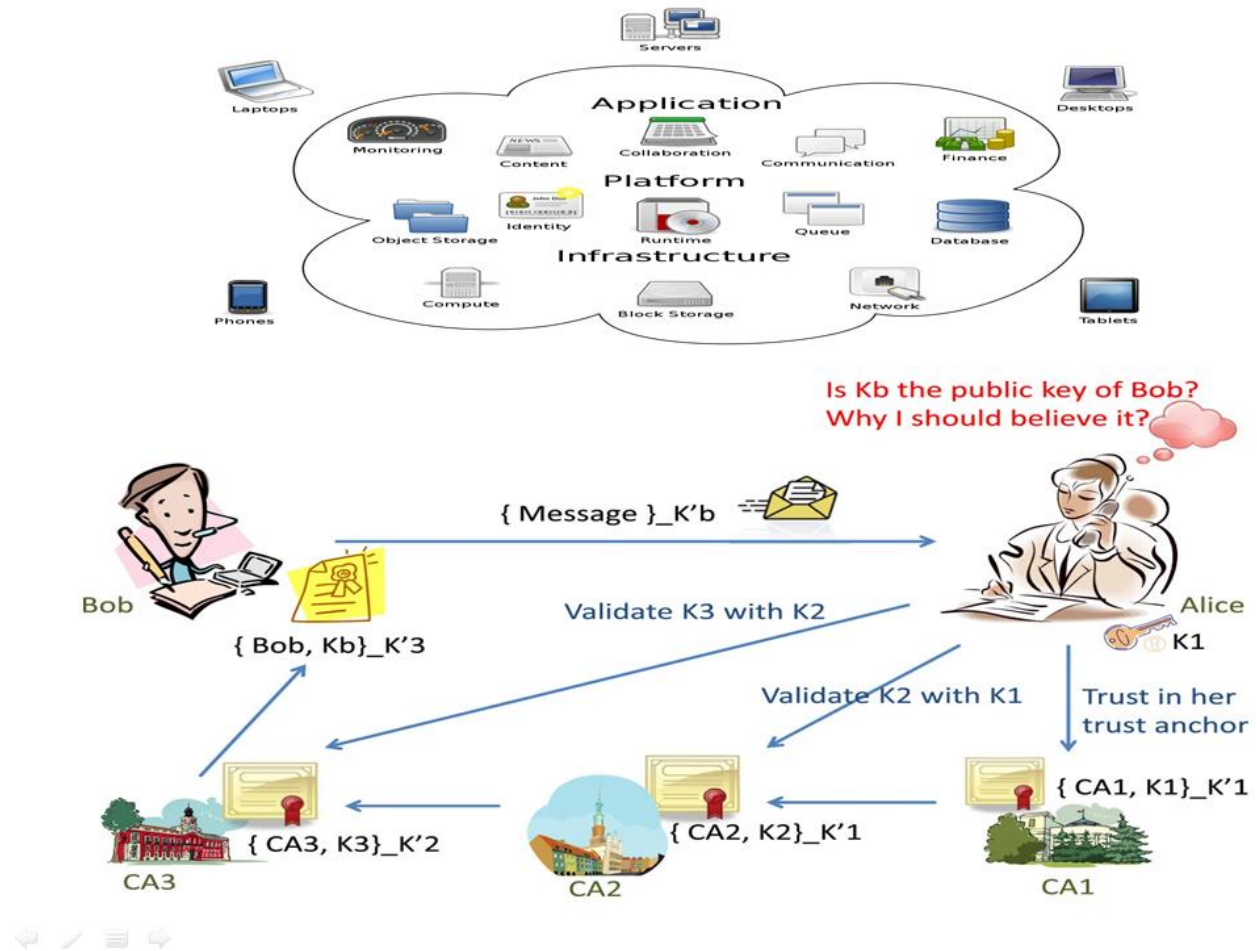 Servers
Laptops
Desktops
Application
Monitoring
NEWS
Content
Collaboration
Communication
Finance
Platform
Object Storage
John Doe
Identity
Runtime
Queue
Database
Infrastructure
Compute
Block Storage
Network
Phones
Tablets
Is Kb the public key of Bob?
Why I should believe it?
{ Message }_K’b
Bob
{ Bob, Kb}_K’3
Validate K3 with K2
Alice
K1
Validate K2 with K1
Trust in her
trust anchor
{ CA3, K3}_K’2
CA3
{ CA2, K2}_K’1
CA2
{ CA1, K1}_K’1
CA1